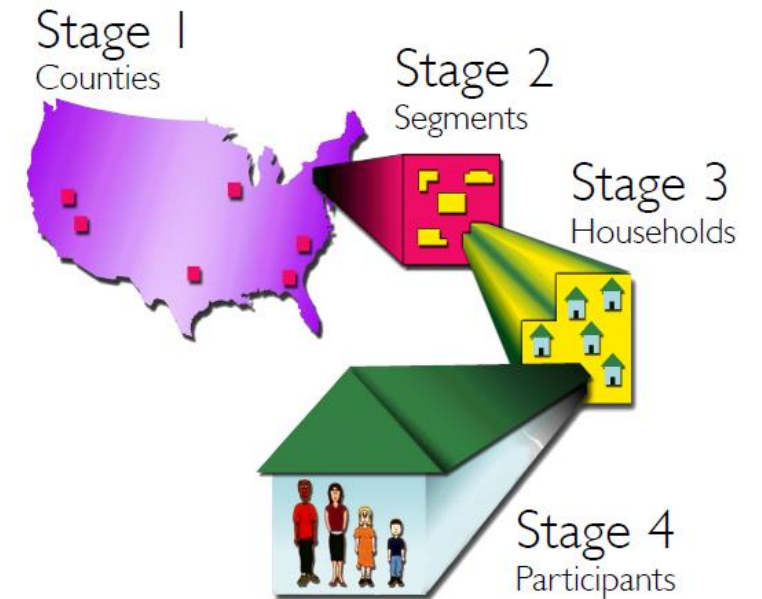 Stage 1
Counties
Stage 2
Segments
Stage 3
Households
Stage 4
Participants